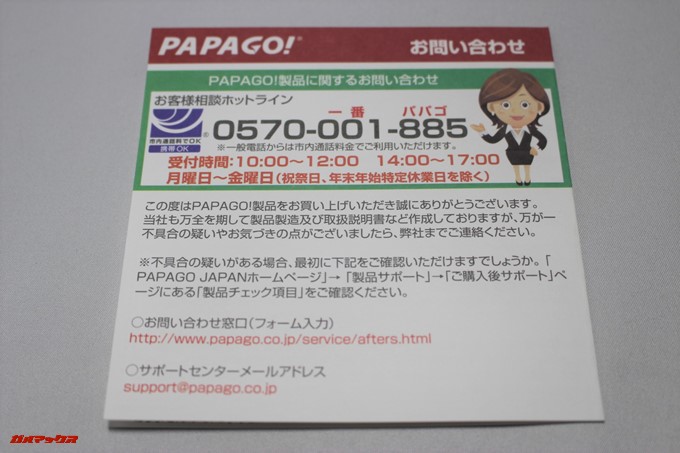 PAPAGO!® お問い合わせ
PAPAGO!製品に関するお問い合わせ
お客様相談ホットライン
一番 パパゴ
0570-001-885
市内通話料でOK
携帯OK
※一般電話からは市内通話料金でご利用いただけます。
受付時間:10:00～12:00 14:00～17:00
月曜日～金曜日(祝祭日、年末年始特定休業日を除く)
この度はPAPAGO!製品をお買い上げいただき誠にありがとうございます。
当社も万全を期して製品製造及び取扱説明書など作成しておりますが、万が一
不具合の疑いやお気づきの点がございましたら、弊社までご連絡ください。
※不具合の疑いがある場合、最初に下記をご確認いただけますでしょうか。「
PAPAGO JAPANホームページ」→「製品サポート」→「ご購入後サポート」ペ
ージにある「製品チェック項目」をご確認ください。
○お問い合わせ窓口(フォーム入力)
http://www.papago.co.jp/service/afters.html
○サポートセンターメールアドレス
support@papago.co.jp
ガルマックス